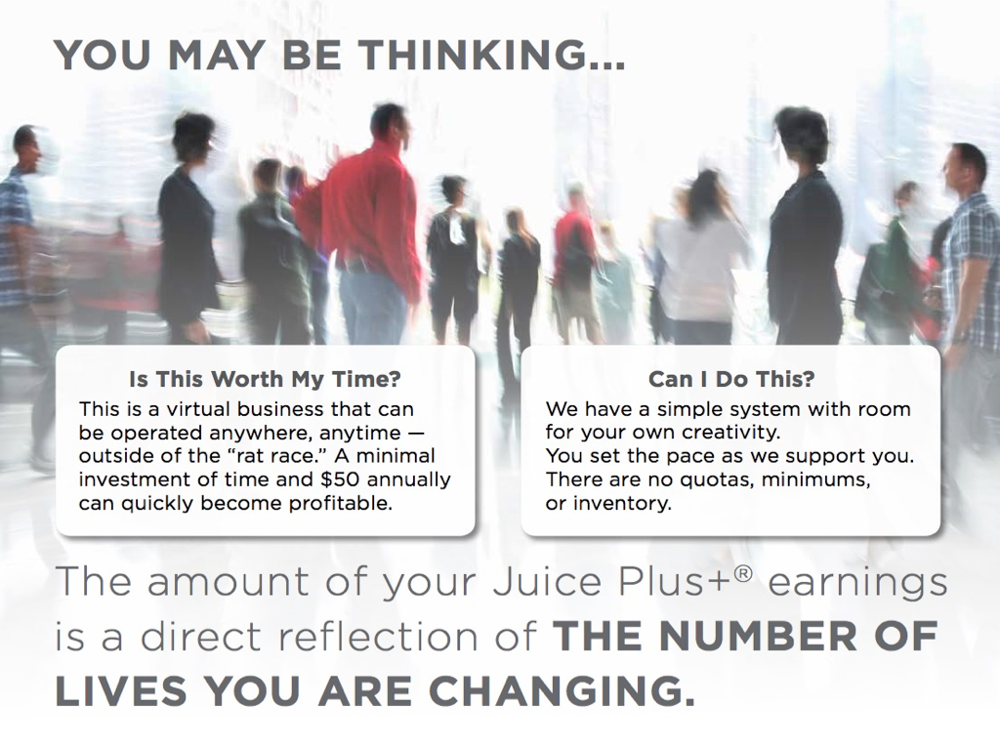 YOU MAY BE THINKING...
Is This Worth My Time?
This is a virtual business that can
be operated anywhere, anytime —
outside of the “rat race.” A minimal
investment of time and $50 annually
can quickly become profitable.
Can I Do This?
We have a simple system with room
for your own creativity.
You set the pace as we support you.
There are no quotas, minimums,
or inventory.
The amount of your Juice Plus+® earnings
is a direct reflection of THE NUMBER OF
LIVES YOU ARE CHANGING.